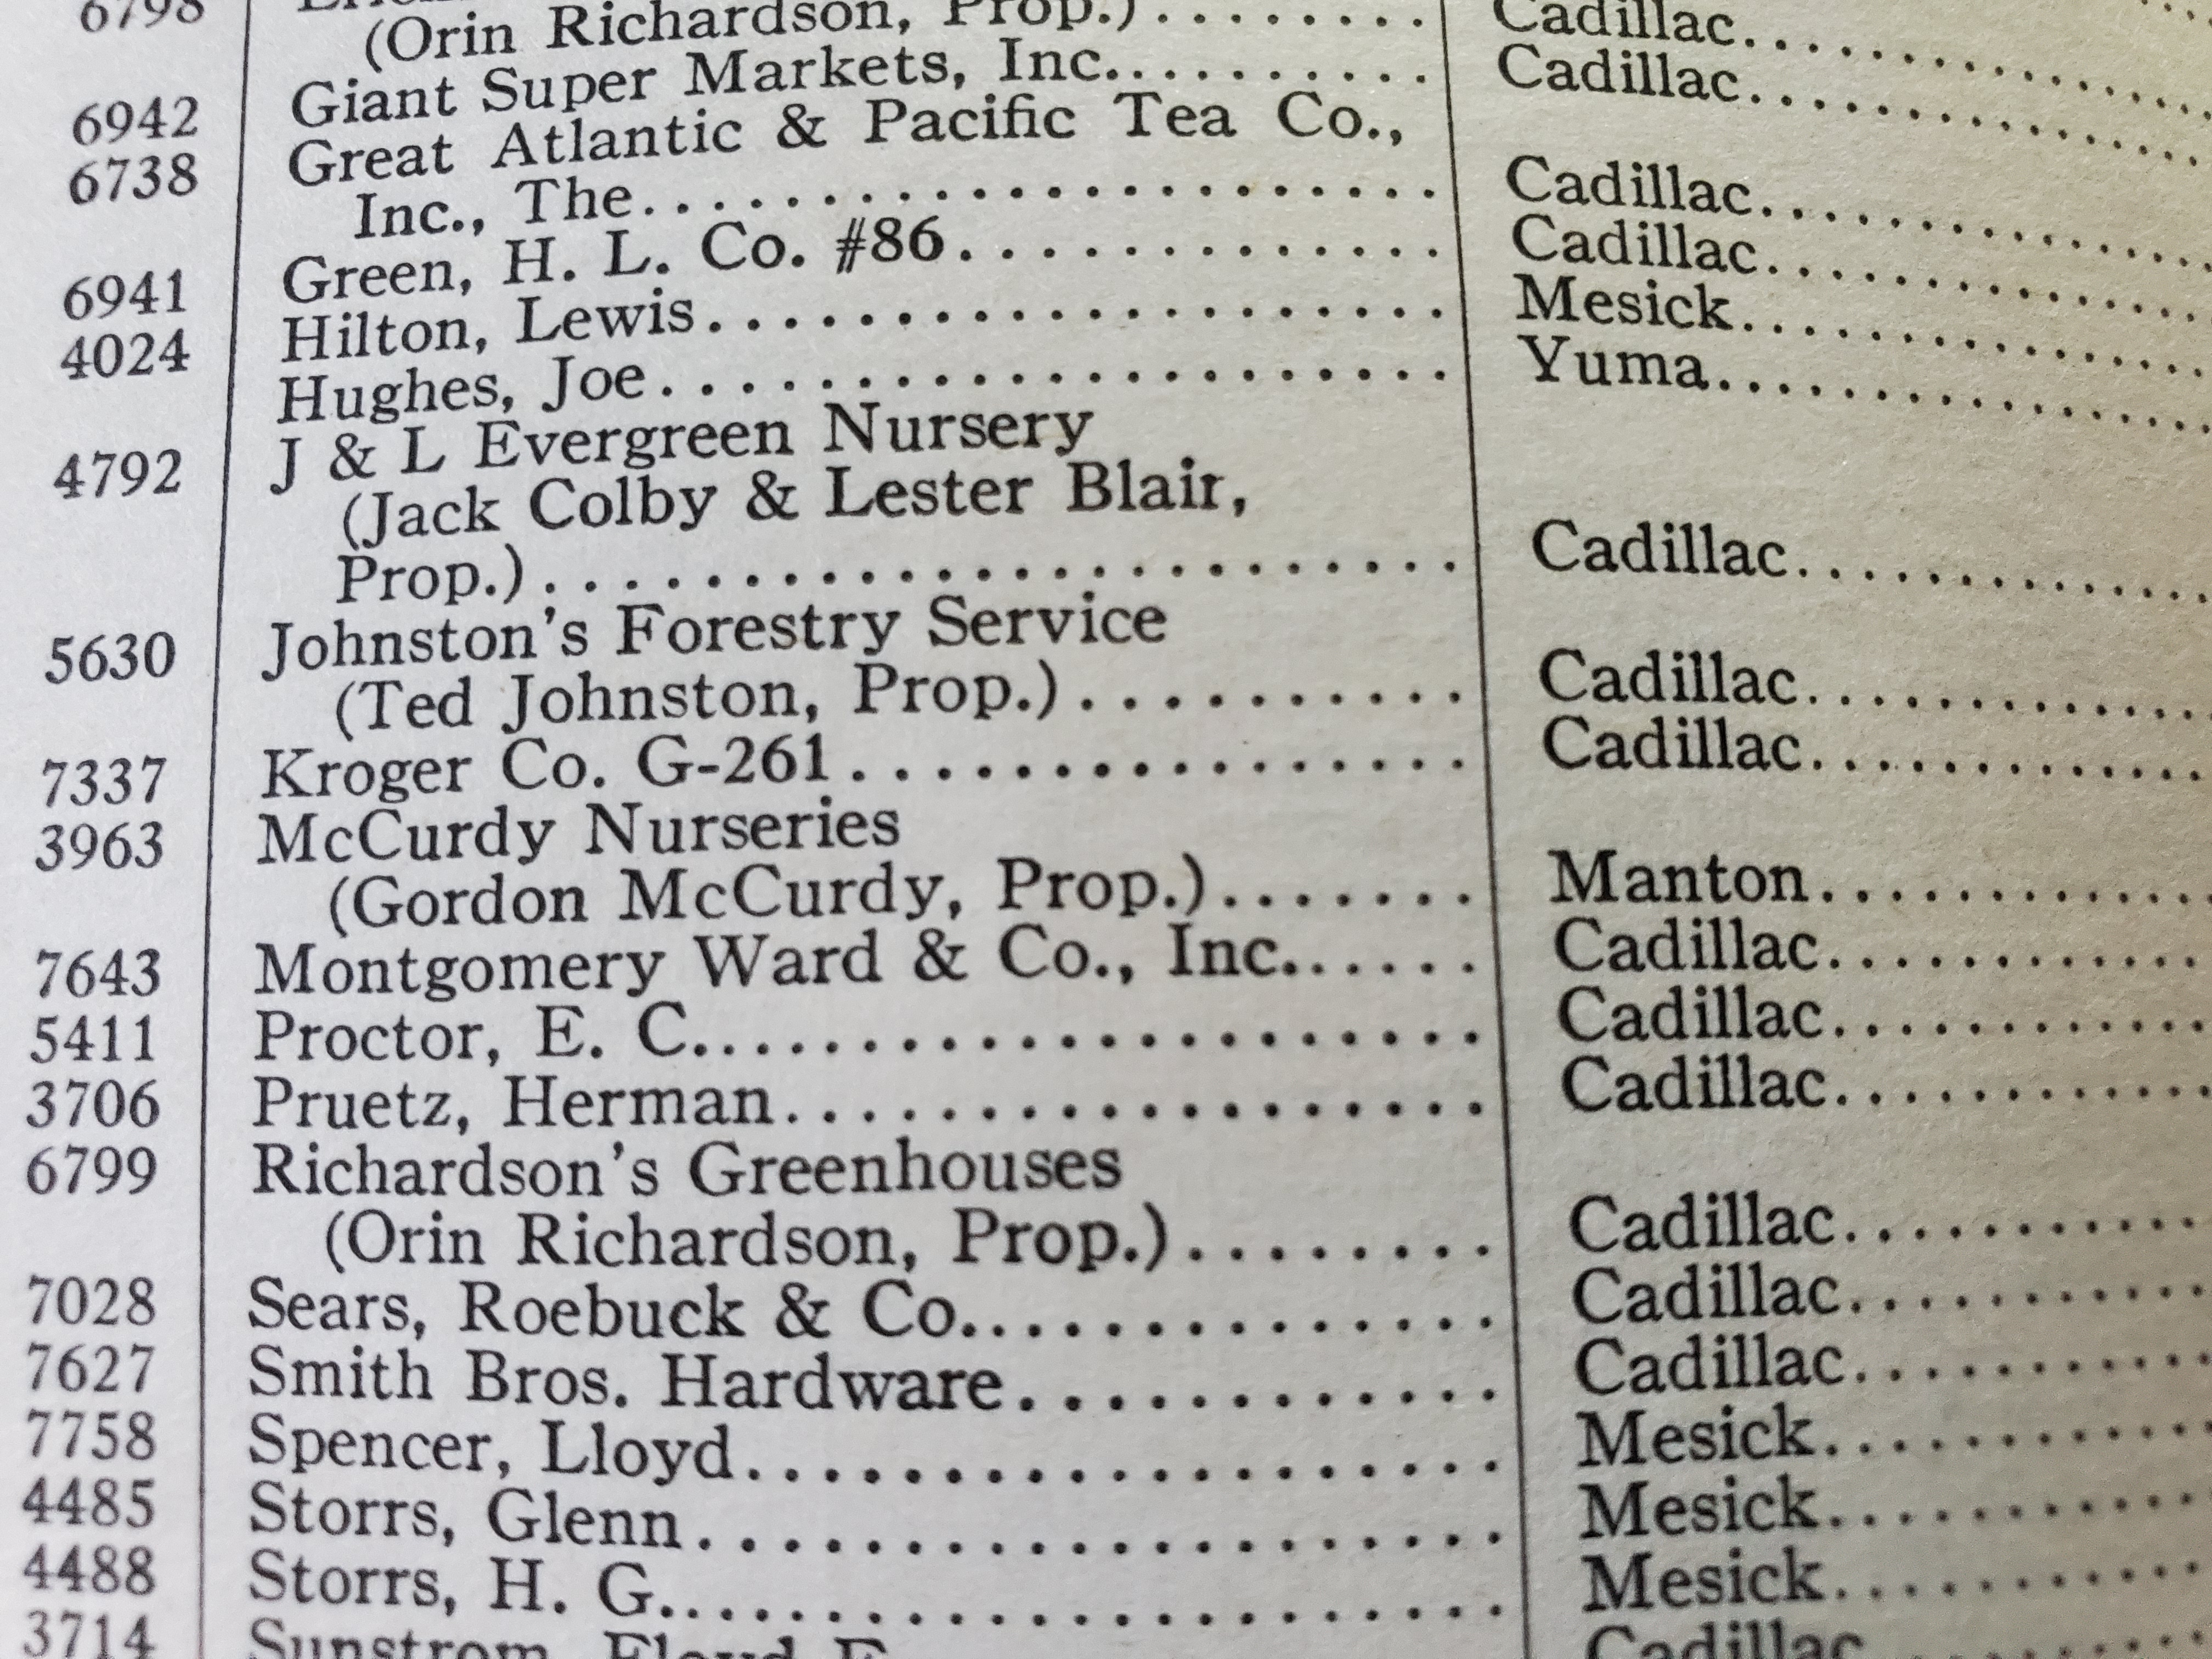 6798
(Orin Richardson, Prop.)........ Cadillac..........
6942 Giant Super Markets, Inc.......... Cadillac..........
6738 Great Atlantic & Pacific Tea Co.,
Inc., The.................... Cadillac..........
6941 Green, H. L. Co. #86............. Cadillac..........
4024 Hilton, Lewis.................... Mesick..........
Hughes, Joe..................... Yuma..........
4792 J & L Evergreen Nursery
(Jack Colby & Lester Blair,
Prop.)...................... Cadillac..........
5630 Johnston's Forestry Service
(Ted Johnston, Prop.)........... Cadillac..........
7337 Kroger Co. G-261................ Cadillac..........
3963 McCurdy Nurseries
(Gordon McCurdy, Prop.)....... Manton..........
7643 Montgomery Ward & Co., Inc...... Cadillac..........
5411 Proctor, E. C.................... Cadillac..........
3706 Pruetz, Herman.................. Cadillac..........
6799 Richardson's Greenhouses
(Orin Richardson, Prop.)........ Cadillac..........
7028 Sears, Roebuck & Co.............. Cadillac..........
7627 Smith Bros. Hardware............. Cadillac..........
7758 Spencer, Lloyd................... Mesick..........
4485 Storrs, Glenn.................... Mesick..........
4488 Storrs, H. G..................... Mesick..........
3714 Sunstrom, Floyd E. Cadillac